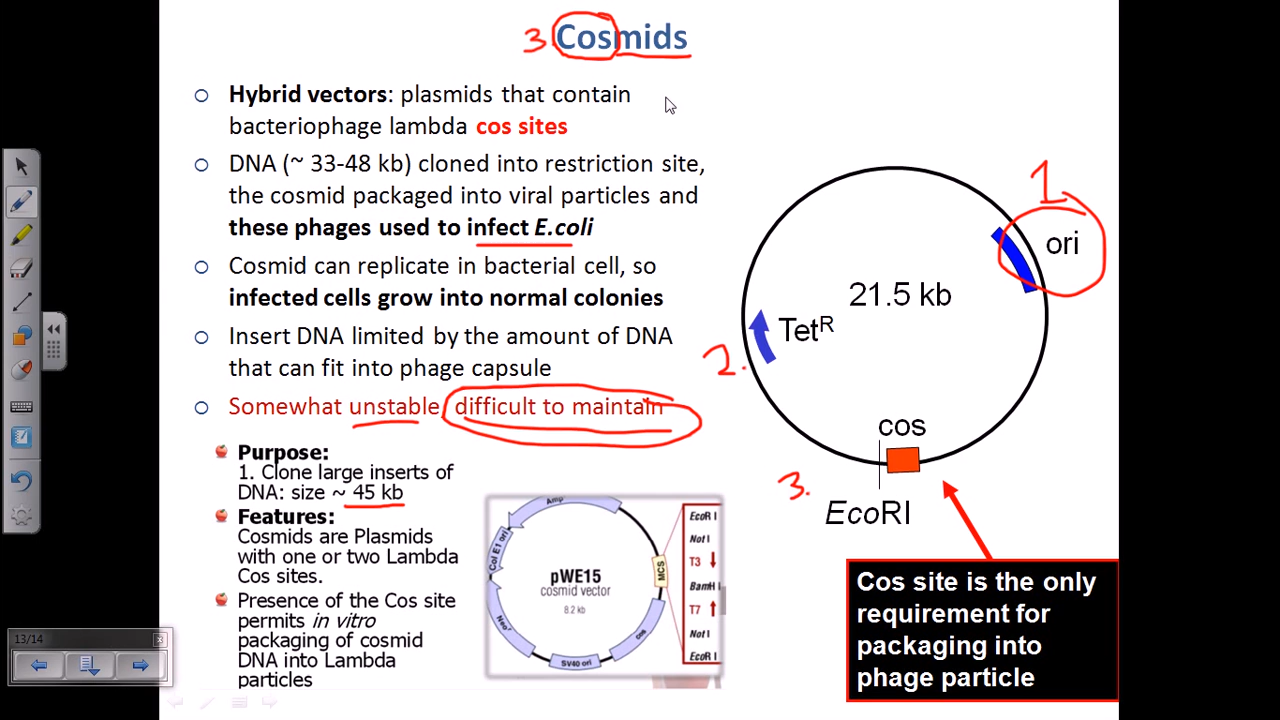 3 Cosmids
Hybrid vectors: plasmids that contain
bacteriophage lambda cos sites
DNA (~ 33-48 kb) cloned into restriction site,
the cosmid packaged into viral particles and
these phages used to infect E.coli
Cosmid can replicate in bacterial cell, so
infected cells grow into normal colonies
Insert DNA limited by the amount of DNA
that can fit into phage capsule
Somewhat unstable, difficult to maintain
Purpose:
1. Clone large inserts of
DNA: size ~ 45 kb
Features:
Cosmids are Plasmids
with one or two Lambda
Cos sites.
Presence of the Cos site
permits in vitro
packaging of cosmid
DNA into Lambda
particles
Amp
Col E1 ori
pWE15
cosmid vector
8.2 kb
MCS
Neo
SV40 ori
cos
EcoR I
Not I
T3
BamH I
T7
Not I
EcoR I
1.
ori
21.5 kb
TetR
2.
cos
3.
EcoRI
Cos site is the only
requirement for
packaging into
phage particle
13/14